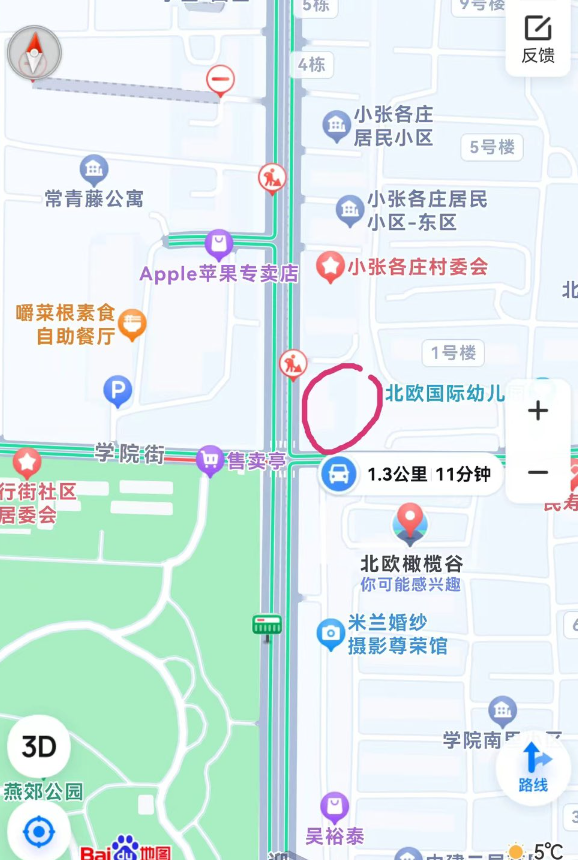 5栋
9号楼
反馈
4栋
小张各庄
居民小区
5号楼
常青藤公寓
小张各庄居民
小区-东区
Apple苹果专卖店
小张各庄村委会
北
嚼菜根素食
自助餐厅
1号楼
P
北欧国际幼儿
+
学院街
售卖亭
1.3公里 11分钟
−
行街社区
居委会
北欧橄榄谷
你可能感兴趣
米兰婚纱
摄影尊荣馆
3D
学院南里小区
路线
燕郊公园
吴裕泰
Bai du 地图
5℃